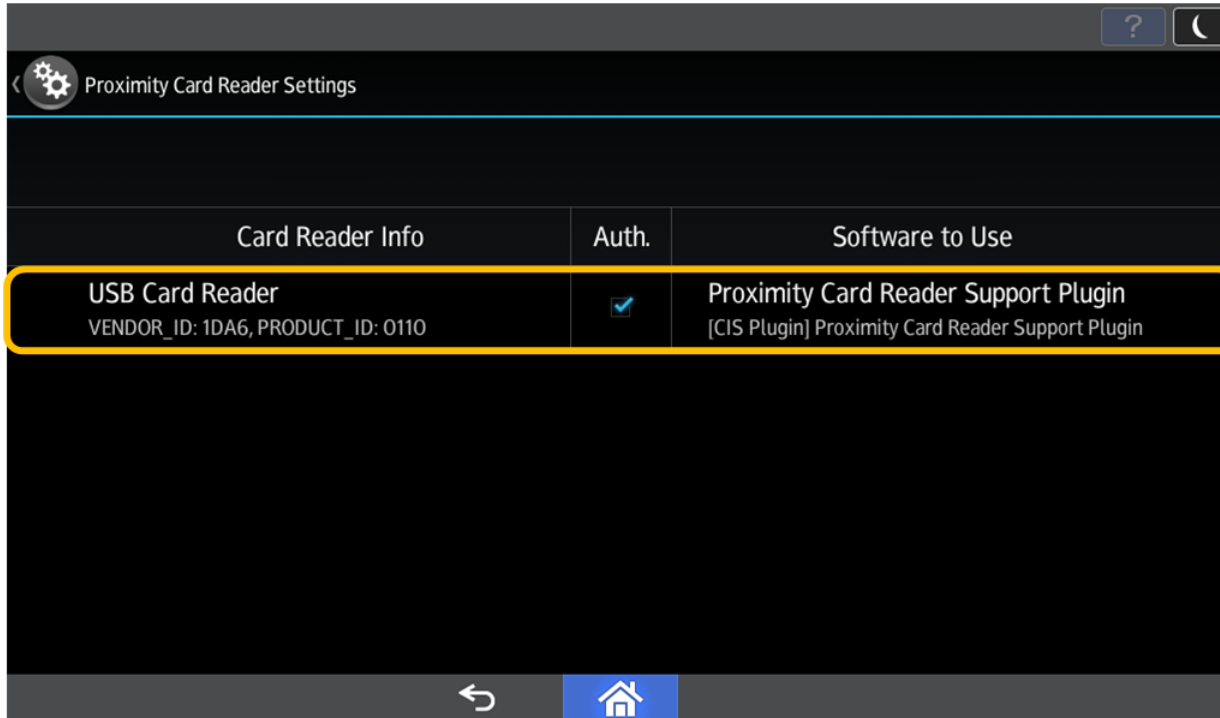 ?
Proximity Card Reader Settings
Card Reader Info Auth. Software to Use
USB Card Reader Proximity Card Reader Support Plugin
VENDOR_ID: 1DA6, PRODUCT_ID: 0110 [CIS Plugin] Proximity Card Reader Support Plugin